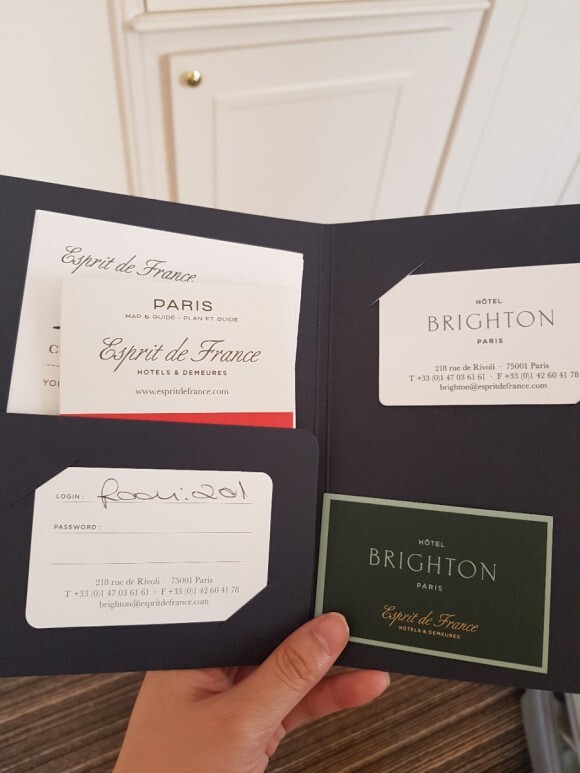 Esprit de France
PARIS
MAP & GUIDE - PLAN ET GUIDE
Esprit de France
HOTELS & DEMEURES
www.espritdefrance.com
C
YO
LOGIN : Room:201
PASSWORD :
218 rue de Rivoli · 75001 Paris
T +33 (0)1 47 03 61 61 · F +33 (0)1 42 60 41 78
brighton@espritdefrance.com
HÔTEL
BRIGHTON
PARIS
218 rue de Rivoli · 75001 Paris
T +33 (0)1 47 03 61 61 · F +33 (0)1 42 60 41 78
brighton@espritdefrance.com
HÔTEL
BRIGHTON
PARIS
Esprit de France
HÔTELS & DEMEURES